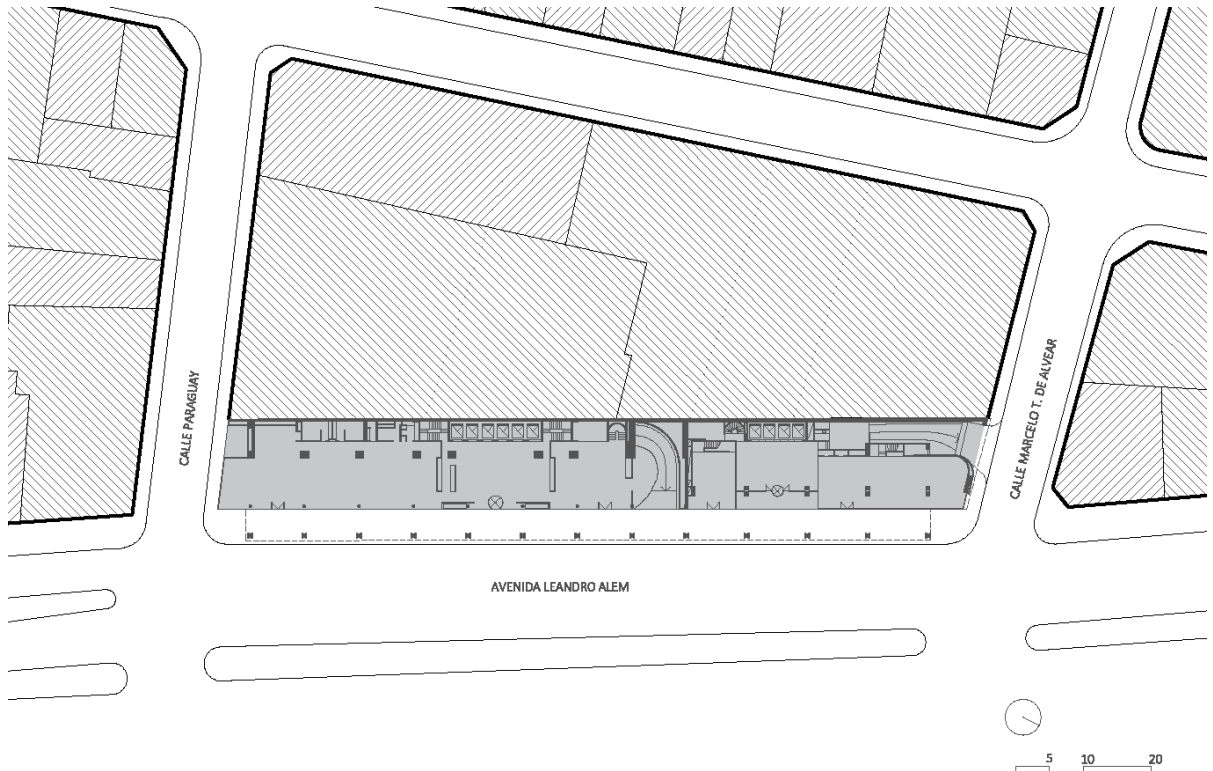 CALLE PARAGUAY
CALLE MARCELO T. DE ALVEAR
AVENIDA LEANDRO ALEM
5 10 20